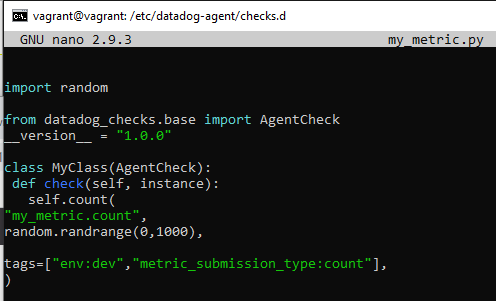 vagrant@vagrant: /etc/datadog-agent/checks.d
GNU nano 2.9.3 my_metric.py
import random
from datadog_checks.base import AgentCheck
__version__ = "1.0.0"
class MyClass(AgentCheck):
 def check(self, instance):
   self.count(
"my_metric.count",
random.randrange(0,1000),
tags=["env:dev","metric_submission_type:count"],
)